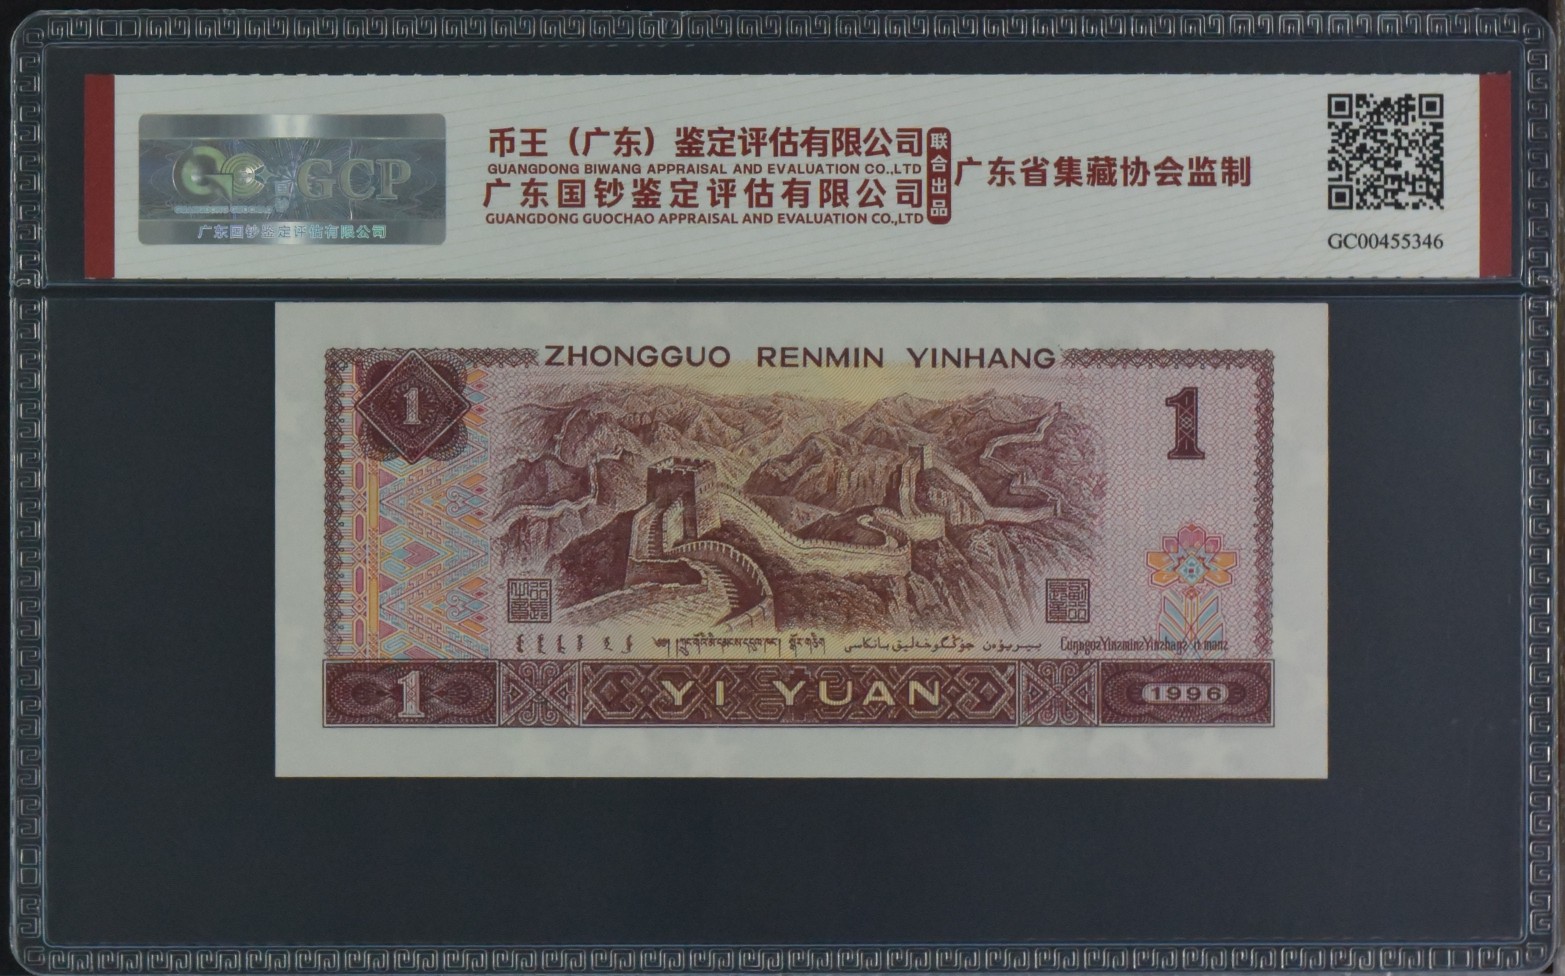 GCP
广东国钞鉴定评估有限公司
币王（广东）鉴定评估有限公司
GUANGDONG BIWANG APPRAISAL AND EVALUATION CO.,LTD
广东国钞鉴定评估有限公司
GUANGDONG GUOCHAO APPRAISAL AND EVALUATION CO.,LTD
联合出品
广东省集藏协会监制
GC00455346
ZHONGGUO RENMIN YINHANG
1
1
1
YI YUAN
1996